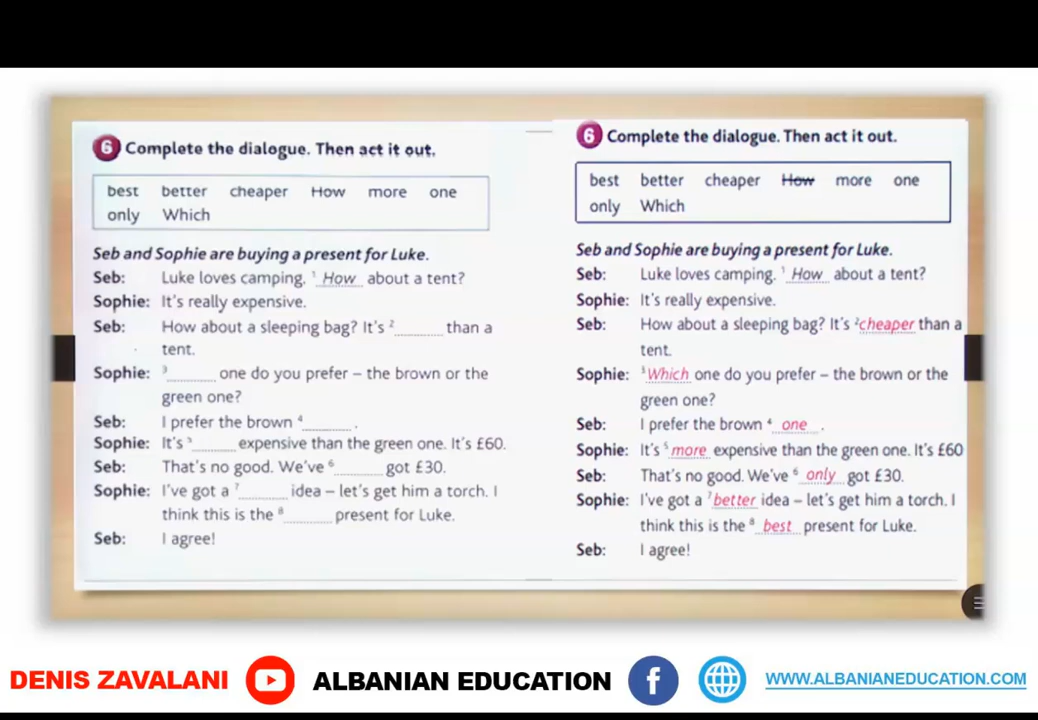 6 Complete the dialogue. Then act it out.
best better cheaper How more one
only Which
Seb and Sophie are buying a present for Luke.
Seb: Luke loves camping. 1 How about a tent?
Sophie: It's really expensive.
Seb: How about a sleeping bag? It's 2 ........ than a
tent.
Sophie: 3 ........ one do you prefer – the brown or the
green one?
Seb: I prefer the brown 4 ........ .
Sophie: It's 5 ........ expensive than the green one. It's £60.
Seb: That's no good. We've 6 ........ got £30.
Sophie: I've got a 7 ........ idea – let's get him a torch. I
think this is the 8 ........ present for Luke.
Seb: I agree!
6 Complete the dialogue. Then act it out.
best better cheaper How more one
only Which
Seb and Sophie are buying a present for Luke.
Seb: Luke loves camping. 1 How about a tent?
Sophie: It's really expensive.
Seb: How about a sleeping bag? It's 2 cheaper than a
tent.
Sophie: 3 Which one do you prefer – the brown or the
green one?
Seb: I prefer the brown 4 one .
Sophie: It's 5 more expensive than the green one. It's £60
Seb: That's no good. We've 6 only got £30.
Sophie: I've got a 7 better idea – let's get him a torch. I
think this is the 8 best present for Luke.
Seb: I agree!
DENIS ZAVALANI ALBANIAN EDUCATION WWW.ALBANIANEDUCATION.COM